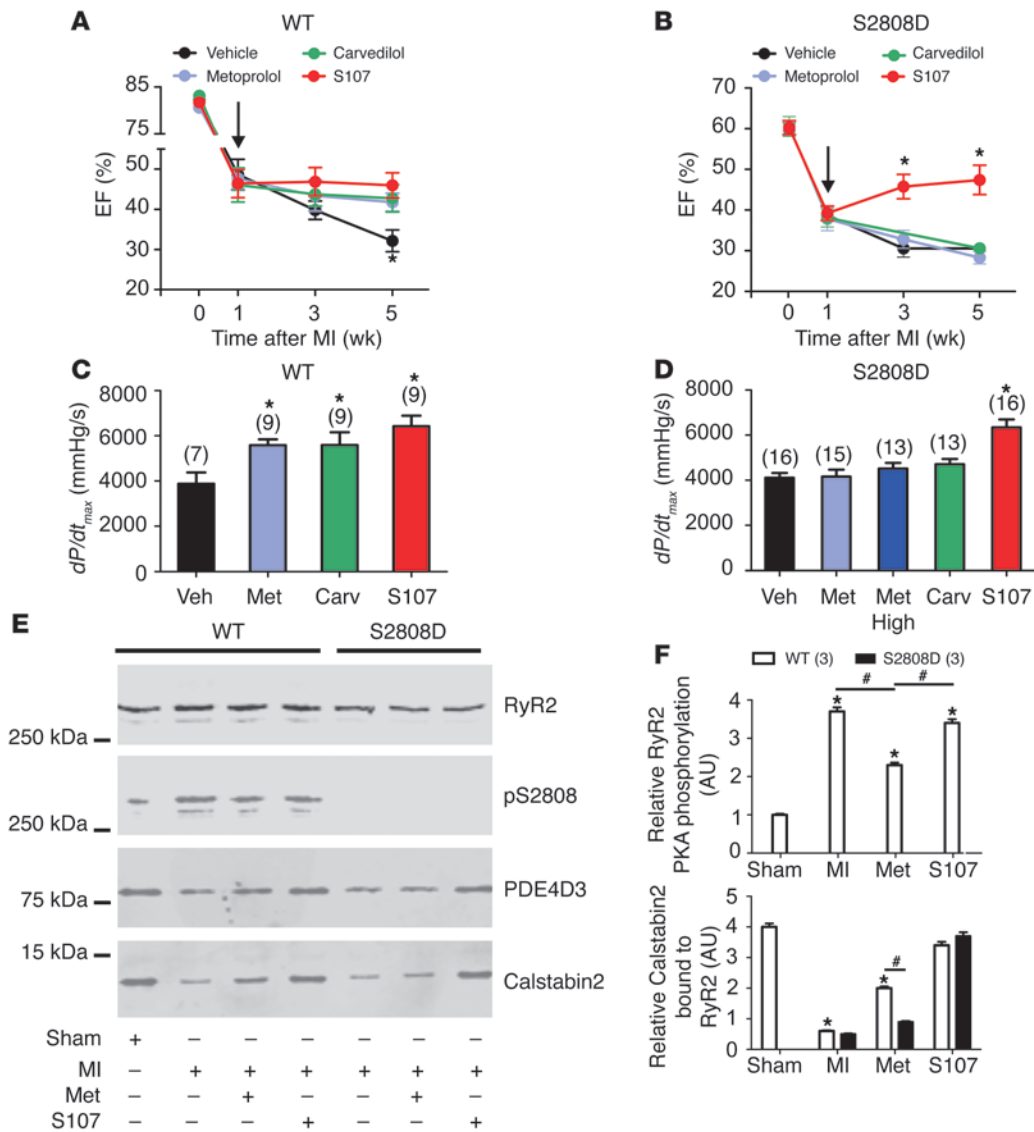 A
WT
Vehicle
Carvedilol
Metoprolol
S107
85
75
50
40
30
20
EF (%)
*
0 1 3 5
Time after MI (wk)
B
S2808D
Vehicle
Carvedilol
Metoprolol
S107
70
60
50
40
30
20
EF (%)
* *
0 1 3 5
Time after MI (wk)
C
WT
8000
6000
4000
2000
0
dP/dt_max (mmHg/s)
* * *
(7) (9) (9) (9)
Veh Met Carv S107
D
S2808D
8000
6000
4000
2000
0
dP/dt_max (mmHg/s)
*
(16) (15) (13) (13) (16)
Veh Met Met Carv S107
High
E
WT S2808D
RyR2
250 kDa
pS2808
250 kDa
PDE4D3
75 kDa
15 kDa
Calstabin2
Sham + – – – – – –
MI – + + + + + +
Met – – + – – + –
S107 – – – + – – +
F
WT (3) S2808D (3)
# #
* * *
4
3
2
1
0
Relative RyR2
PKA phosphorylation
(AU)
Sham MI Met S107
5
4
3
2
1
0
Relative Calstabin2
bound to
RyR2 (AU)
#
* *
Sham MI Met S107